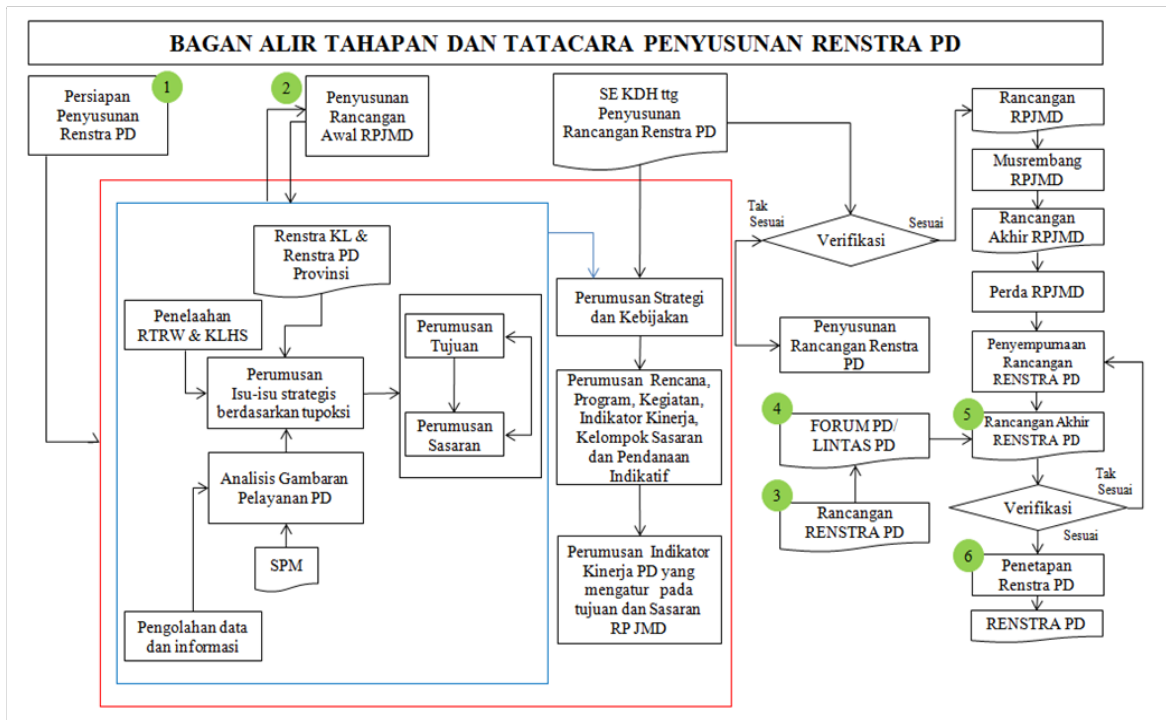 BAGAN ALIR TAHAPAN DAN TATACARA PENYUSUNAN RENSTRA PD
1
Persiapan
Penyusunan
Renstra PD
2
Penyusunan
Rancangan
Awal RPJMD
SE KDH ttg
Penyusunan
Rancangan Renstra PD
Rancangan
RPJMD
Musrembang
RPJMD
Rancangan
Akhir RPJMD
Perda RPJMD
Penyempurnaan
Rancangan
RENSTRA PD
Tak
Sesuai
Verifikasi
Sesuai
Penyusunan
Rancangan Renstra
PD
Renstra KL &
Renstra PD
Provinsi
Penelaahan
RTRW & KLHS
Perumusan
Isu-isu strategis
berdasarkan tupoksi
Perumusan
Tujuan
Perumusan
Sasaran
Analisis Gambaran
Pelayanan PD
SPM
Pengolahan data
dan informasi
Perumusan Strategi
dan Kebijakan
Perumusan Rencana,
Program, Kegiatan,
Indikator Kinerja,
Kelompok Sasaran
dan Pendanaan
Indikatif
Perumusan Indikator
Kinerja PD yang
mengatur pada
tujuan dan Sasaran
RPJMD
4
FORUM PD/
LINTAS PD
3
Rancangan
RENSTRA PD
5
Rancangan Akhir
RENSTRA PD
Tak
Sesuai
Verifikasi
Sesuai
6
Penetapan
Renstra PD
RENSTRA PD